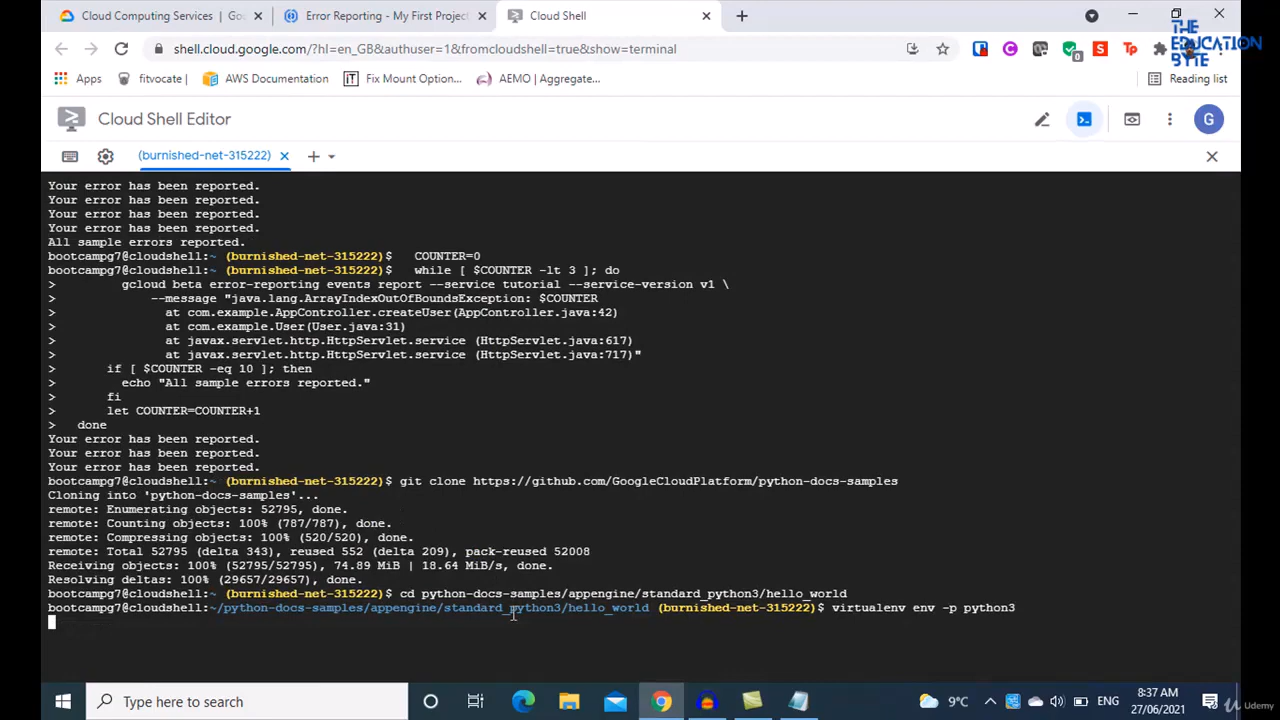 Cloud Computing Services | Go
Error Reporting - My First Project
Cloud Shell
THE EDUCATION BYTE
shell.cloud.google.com/?hl=en_GB&authuser=1&fromcloudshell=true&show=terminal
Apps fitvocate | AWS Documentation Fix Mount Option... AEMO | Aggregate... Reading list
Cloud Shell Editor
G
(burnished-net-315222)
Your error has been reported.
Your error has been reported.
Your error has been reported.
Your error has been reported.
All sample errors reported.
bootcampg7@cloudshell:~ (burnished-net-315222)$   COUNTER=0
bootcampg7@cloudshell:~ (burnished-net-315222)$   while [ $COUNTER -lt 3 ]; do
>         gcloud beta error-reporting events report --service tutorial --service-version v1 \
>             --message "java.lang.ArrayIndexOutOfBoundsException: $COUNTER
>               at com.example.AppController.createUser(AppController.java:42)
>               at com.example.User(User.java:31)
>               at javax.servlet.http.HttpServlet.service (HttpServlet.java:617)
>               at javax.servlet.http.HttpServlet.service (HttpServlet.java:717)"
>       if [ $COUNTER -eq 10 ]; then
>         echo "All sample errors reported."
>       fi
>       let COUNTER=COUNTER+1
>   done
Your error has been reported.
Your error has been reported.
Your error has been reported.
bootcampg7@cloudshell:~ (burnished-net-315222)$ git clone https://github.com/GoogleCloudPlatform/python-docs-samples
Cloning into 'python-docs-samples'...
remote: Enumerating objects: 52795, done.
remote: Counting objects: 100% (787/787), done.
remote: Compressing objects: 100% (520/520), done.
remote: Total 52795 (delta 343), reused 552 (delta 209), pack-reused 52008
Receiving objects: 100% (52795/52795), 74.89 MiB | 18.64 MiB/s, done.
Resolving deltas: 100% (29657/29657), done.
bootcampg7@cloudshell:~ (burnished-net-315222)$ cd python-docs-samples/appengine/standard_python3/hello_world
bootcampg7@cloudshell:~/python-docs-samples/appengine/standard_python3/hello_world (burnished-net-315222)$ virtualenv env -p python3
Type here to search
9°C
ENG
8:37 AM
27/06/2021
Udemy